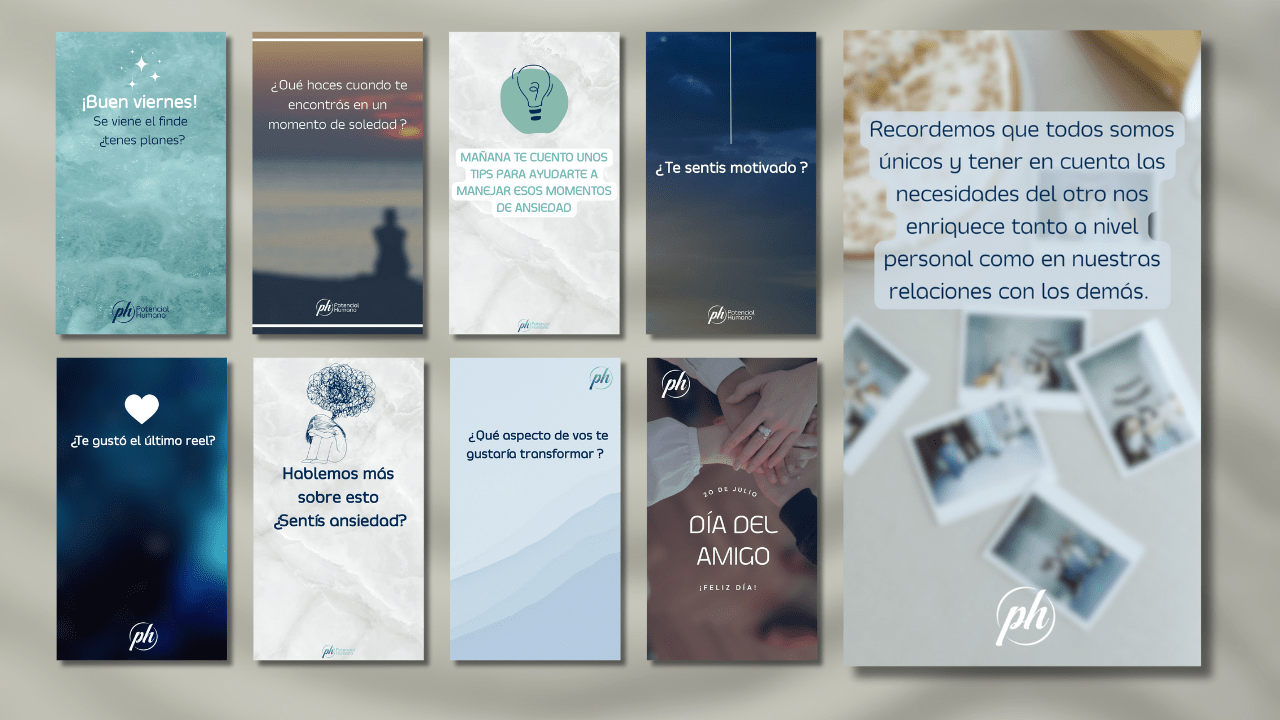 ¡Buen viernes!
Se viene el finde
¿tenes planes?
ph Potencial
Humano
¿Qué haces cuando te
encontrás en un
momento de soledad ?
ph Potencial
Humano
MAÑANA TE CUENTO UNOS
TIPS PARA AYUDARTE A
MANEJAR ESOS MOMENTOS
DE ANSIEDAD
ph Potencial
Humano
¿Te sentis motivado ?
ph Potencial
Humano
¿Te gustó el último reel?
ph
Hablemos más
sobre esto
¿Sentís ansiedad?
ph Potencial
Humano
ph
¿Qué aspecto de vos te
gustaría transformar ?
ph
20 DE JULIO
DÍA DEL
AMIGO
¡FELIZ DÍA!
Recordemos que todos somos
únicos y tener en cuenta las
necesidades del otro nos
enriquece tanto a nivel
personal como en nuestras
relaciones con los demás.
ph